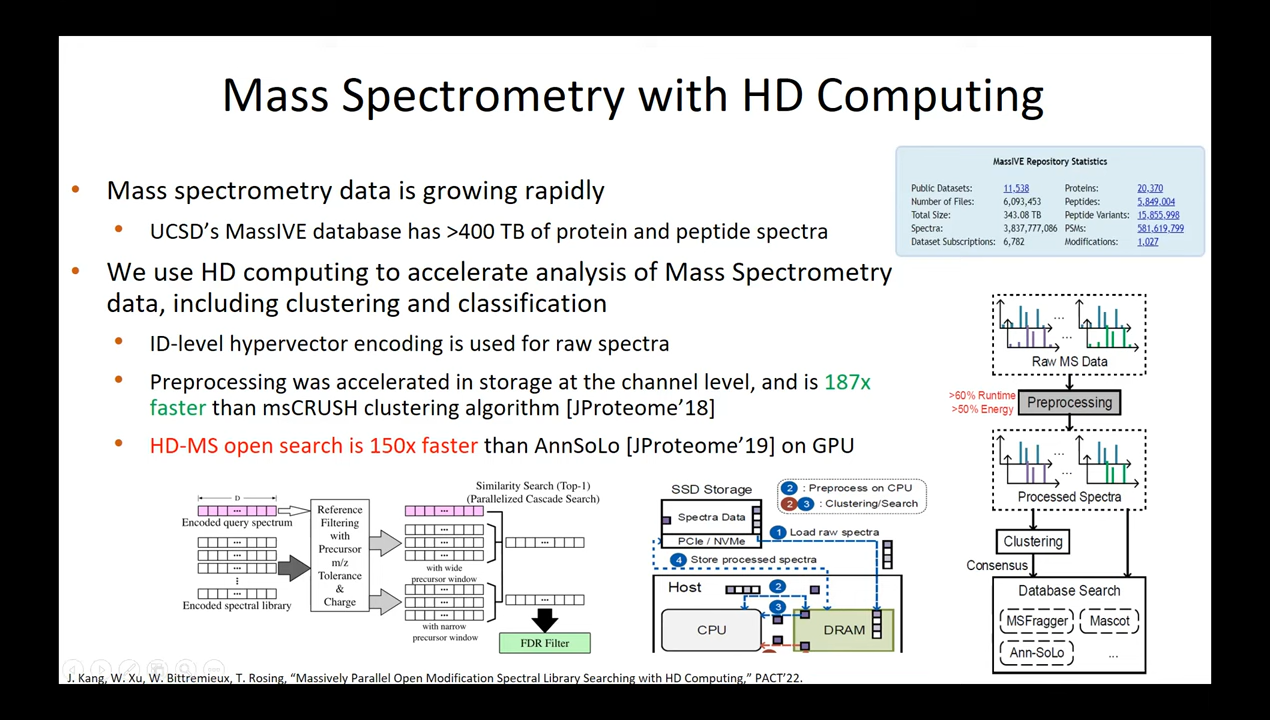 Mass Spectrometry with HD Computing
• Mass spectrometry data is growing rapidly
• UCSD's MassIVE database has >400 TB of protein and peptide spectra
• We use HD computing to accelerate analysis of Mass Spectrometry
data, including clustering and classification
• ID-level hypervector encoding is used for raw spectra
• Preprocessing was accelerated in storage at the channel level, and is 187x
faster than msCRUSH clustering algorithm [JProteome'18]
• HD-MS open search is 150x faster than AnnSoLo [JProteome'19] on GPU
MassIVE Repository Statistics
Public Datasets: 11,538 Proteins: 20,370
Number of Files: 6,093,453 Peptides: 5,849,004
Total Size: 343.08 TB Peptide Variants: 15,855,998
Spectra: 3,837,777,086 PSMs: 581,619,799
Dataset Subscriptions: 6,782 Modifications: 1,027
... ...
...
Raw MS Data
>60% Runtime
>50% Energy
Preprocessing
...
...
Processed Spectra
Clustering
Consensus
Database Search
MSFragger Mascot
Ann-SoLo ...
D
Encoded query spectrum
Encoded spectral library
Reference
Filtering
with
Precursor
m/z
Tolerance
&
Charge
Similarity Search (Top-1)
(Parallelized Cascade Search)
with wide
precursor window
with narrow
precursor window
FDR Filter
SSD Storage
Spectra Data
PCIe / NVMe
2 : Preprocess on CPU
2 3 : Clustering/Search
1 Load raw spectra
4 Store processed spectra
Host
2
3
CPU
DRAM
J. Kang, W. Xu, W. Bittremieux, T. Rosing, "Massively Parallel Open Modification Spectral Library Searching with HD Computing," PACT'22.